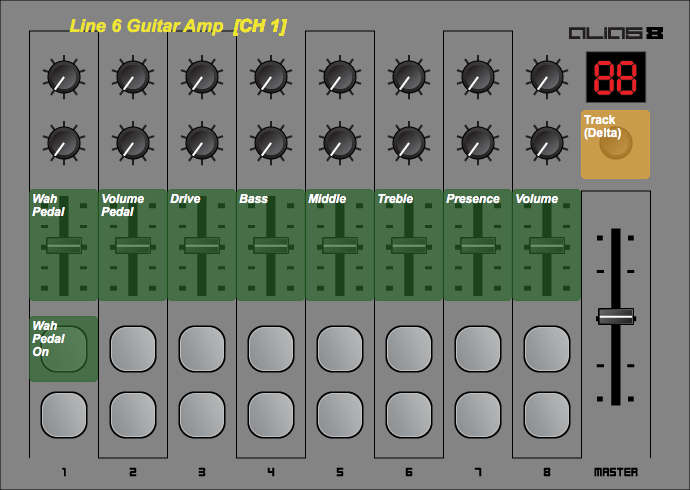 Line 6 Guitar Amp [CH 1]
alias 8
88
Track
(Delta)
Wah
Pedal
Volume
Pedal
Drive
Bass
Middle
Treble
Presence
Volume
Wah
Pedal
On
1 2 3 4 5 6 7 8 MASTER